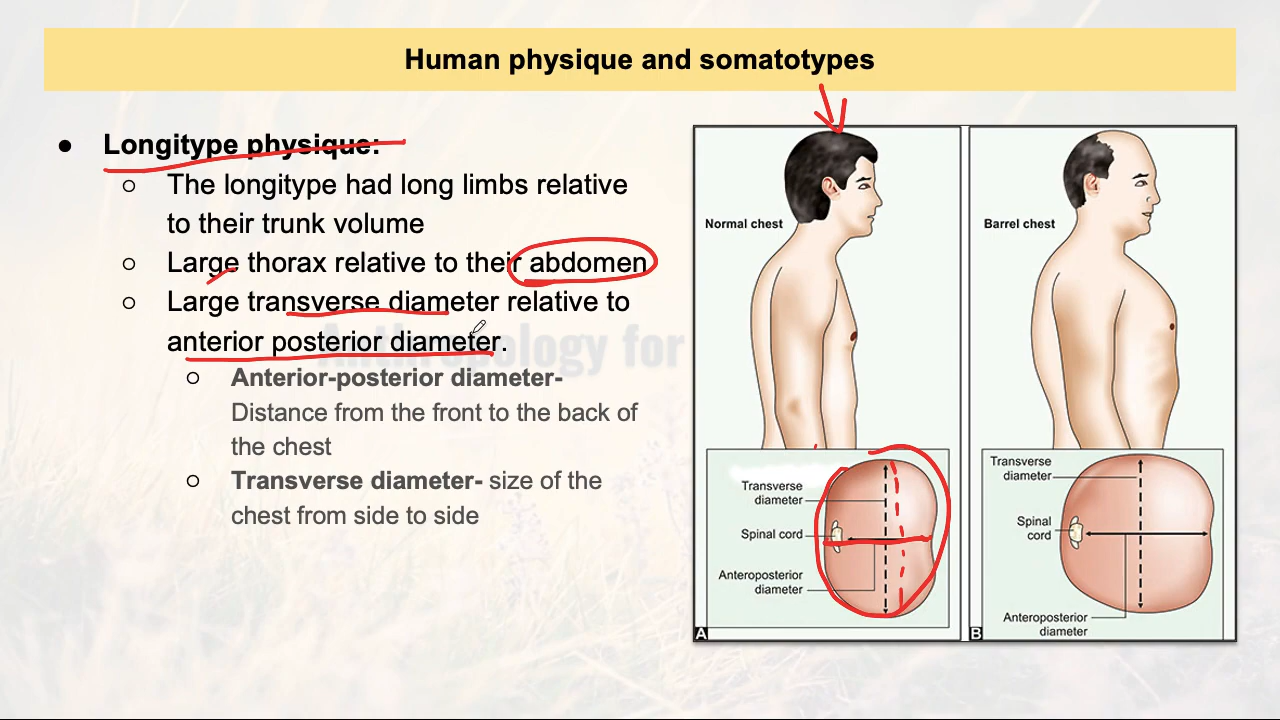 Human physique and somatotypes
● Longitype physique:
○ The longitype had long limbs relative
to their trunk volume
○ Large thorax relative to their abdomen
○ Large transverse diameter relative to
anterior posterior diameter.
Anthropology for
○ Anterior-posterior diameter-
Distance from the front to the back of
the chest
○ Transverse diameter- size of the
chest from side to side
Normal chest
Transverse
diameter
Spinal cord
Anteroposterior
diameter
A
Barrel chest
Transverse
diameter
Spinal
cord
Anteroposterior
diameter
B